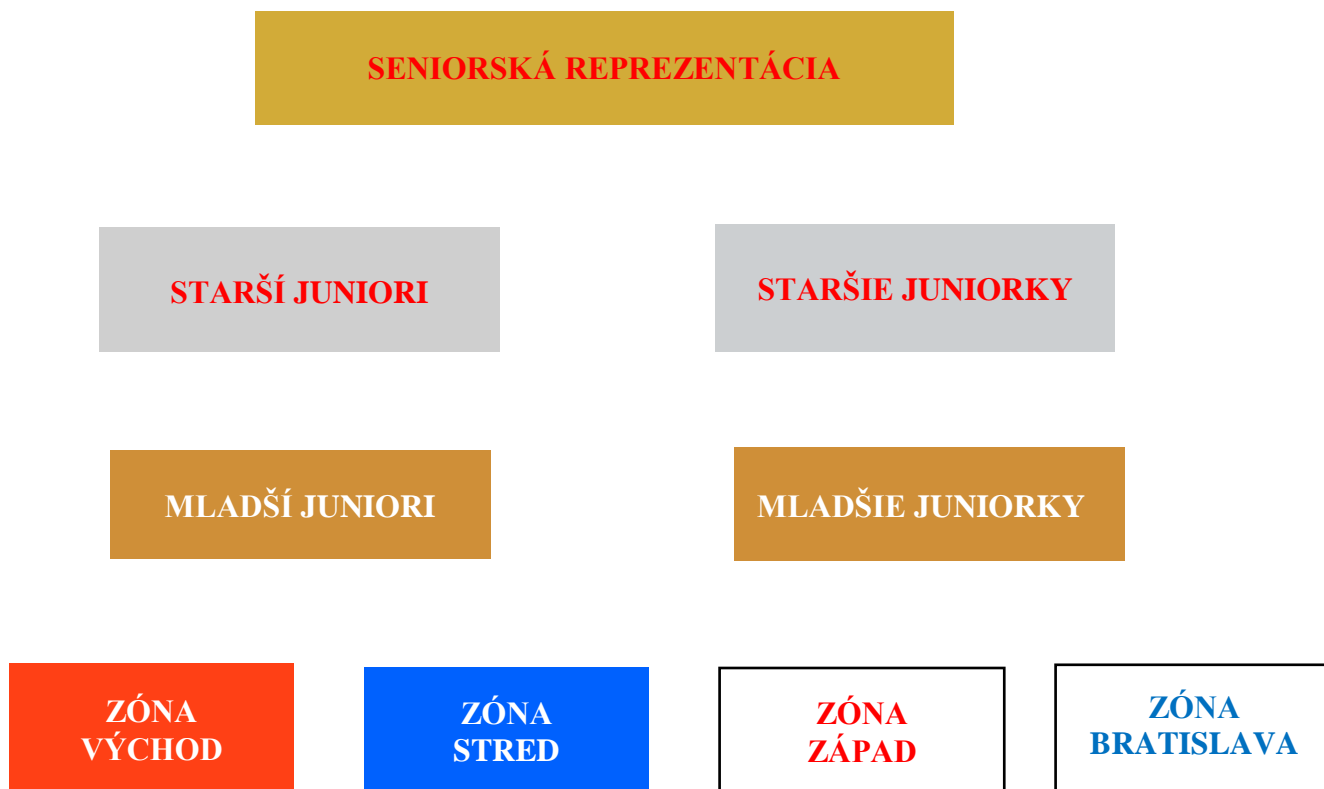 SENIORSKÁ REPREZENTÁCIA
STARŠÍ JUNIORI
STARŠIE JUNIORKY
MLADŠÍ JUNIORI
MLADŠIE JUNIORKY
ZÓNA
VÝCHOD
ZÓNA
STRED
ZÓNA
ZÁPAD
ZÓNA
BRATISLAVA